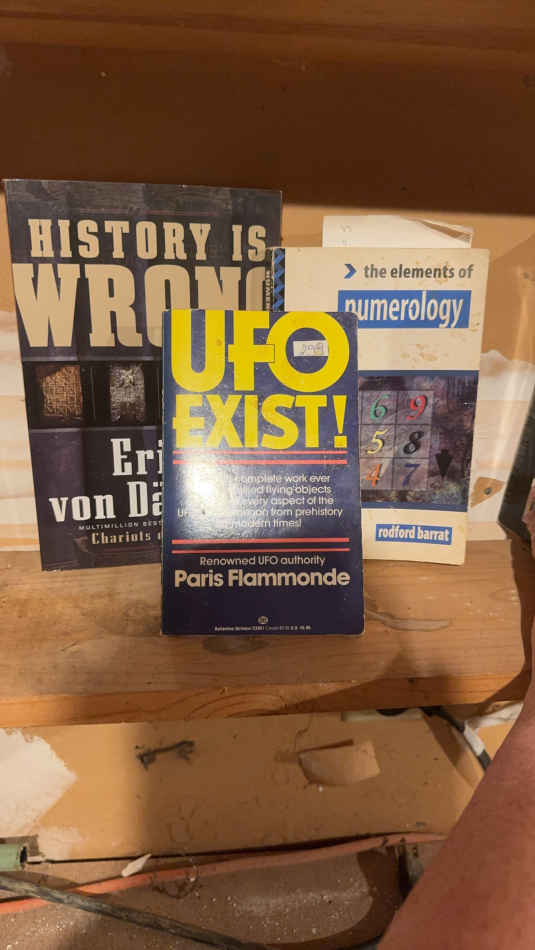 HISTORY IS
WRONG
Eri
von Dä
MULTIMILLION BES
Chariots
UFO
EXIST!
299
complete work ever
flying objects
every aspect of the
from prehistory
modern times!
Renowned UFO authority
Paris Flammonde
the elements of
numerology
6 9
5 8
4 7
rodford barrat